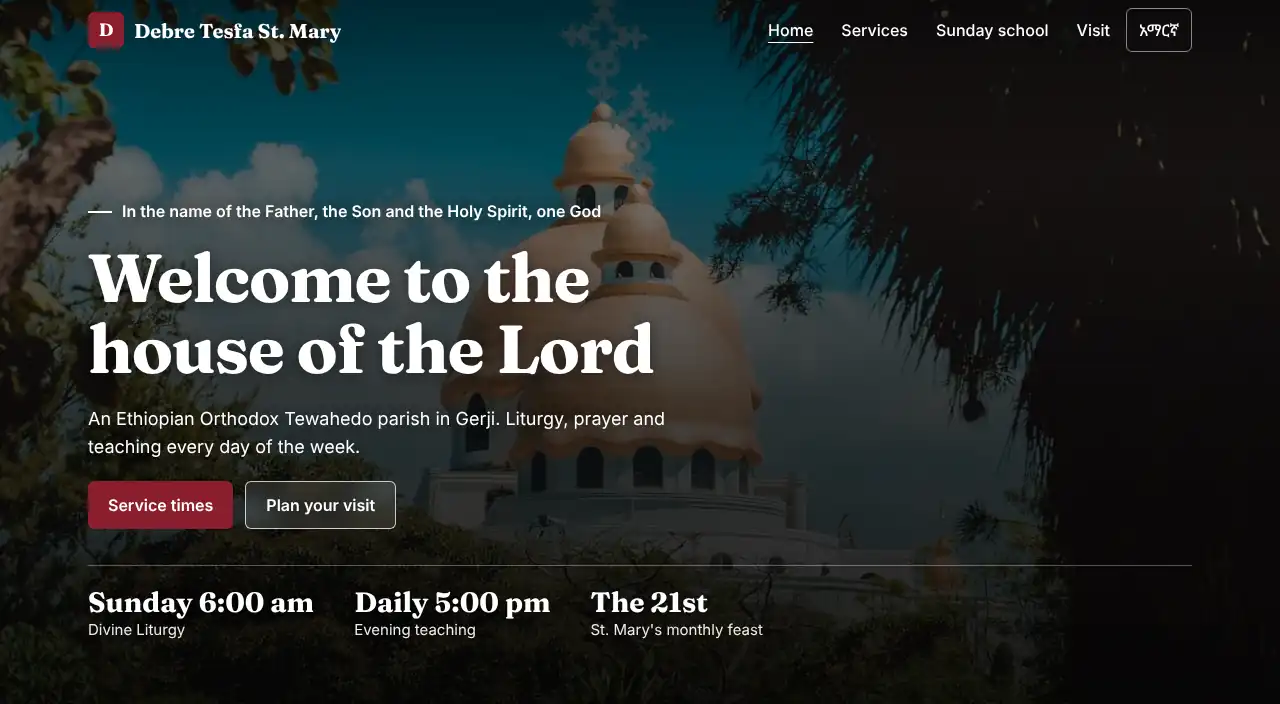 D Debre Tesfa St. Mary
Home Services Sunday school Visit አማርኛ
In the name of the Father, the Son and the Holy Spirit, one God
Welcome to the
house of the Lord
An Ethiopian Orthodox Tewahedo parish in Gerji. Liturgy, prayer and
teaching every day of the week.
Service times Plan your visit
Sunday 6:00 am Daily 5:00 pm The 21st
Divine Liturgy Evening teaching St. Mary's monthly feast